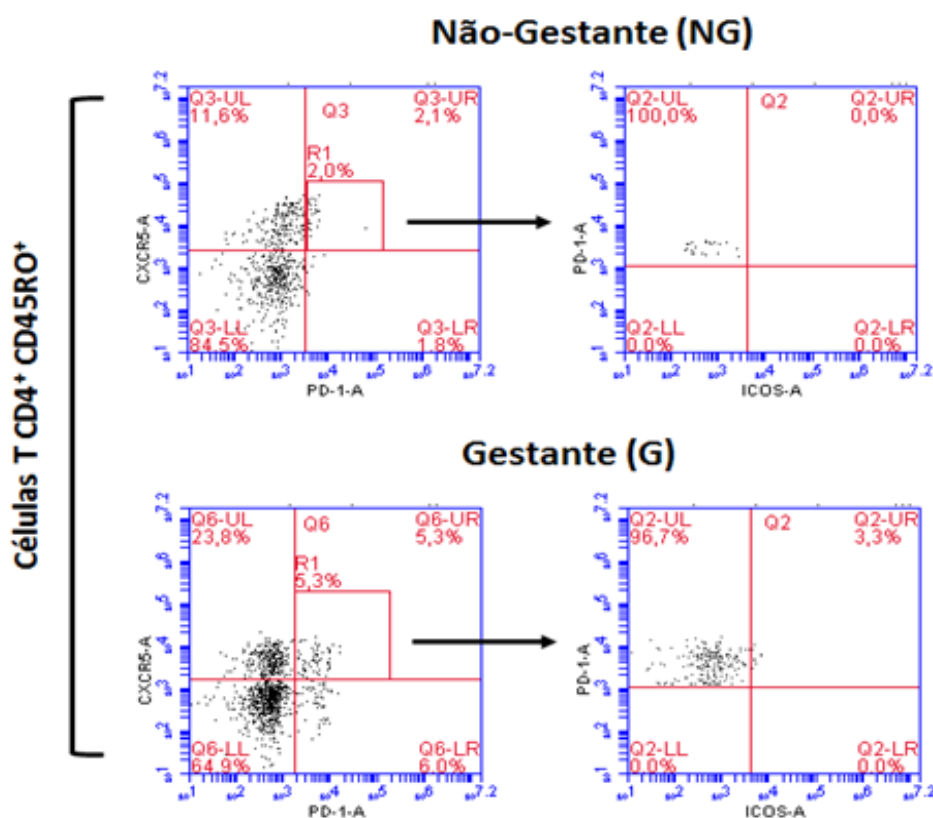 Não-Gestante (NG)
Células T CD4⁺ CD45RO⁺
Q3-UL
11,6%
Q3
Q3-UR
2,1%
R1
2,0%
Q3-LL
84,5%
Q3-LR
1,8%
CXCR5-A
PD-1-A
Q2-UL
100,0%
Q2
Q2-UR
0,0%
Q2-LL
0,0%
Q2-LR
0,0%
PD-1-A
ICOS-A
Gestante (G)
Q6-UL
23,8%
Q6
Q6-UR
5,3%
R1
5,3%
Q6-LL
64,9%
Q6-LR
6,0%
CXCR5-A
PD-1-A
Q2-UL
96,7%
Q2
Q2-UR
3,3%
Q2-LL
0,0%
Q2-LR
0,0%
PD-1-A
ICOS-A